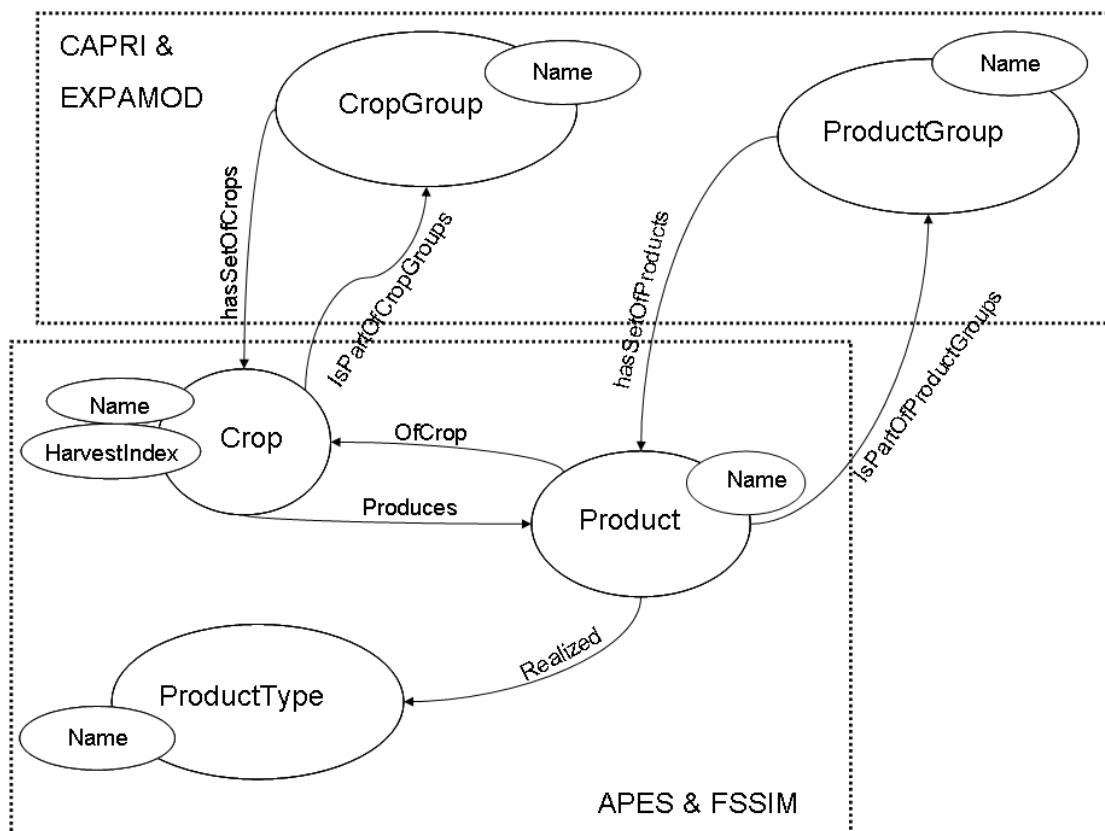 CAPRI &
EXPAMOD
Name
CropGroup
Name
ProductGroup
hasSetOfCrops
IsPartOfCropGroups
hasSetOfProducts
IsPartOfProductGroups
Name
HarvestIndex
Crop
OfCrop
Produces
Name
Product
Realized
ProductType
Name
APES & FSSIM